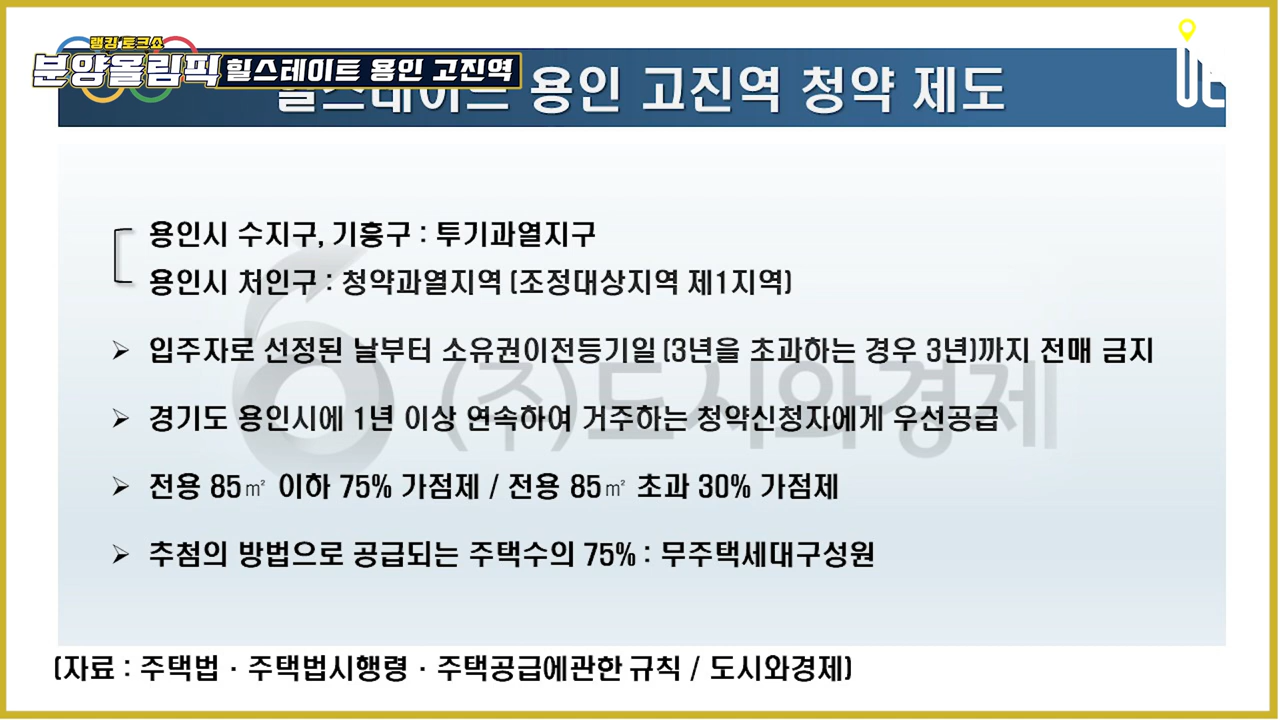 랭킹 토크쇼
분양올림픽 힐스테이트 용인 고진역
힐스테이트 용인 고진역 청약 제도
용인시 수지구, 기흥구 : 투기과열지구
용인시 처인구 : 청약과열지역 (조정대상지역 제1지역)
➢ 입주자로 선정된 날부터 소유권이전등기일 (3년을 초과하는 경우 3년)까지 전매 금지
➢ 경기도 용인시에 1년 이상 연속하여 거주하는 청약신청자에게 우선공급
➢ 전용 85㎡ 이하 75% 가점제 / 전용 85㎡ 초과 30% 가점제
➢ 추첨의 방법으로 공급되는 주택수의 75% : 무주택세대구성원
(주)도시와경제
(자료 : 주택법 · 주택법시행령 · 주택공급에관한 규칙 / 도시와경제)